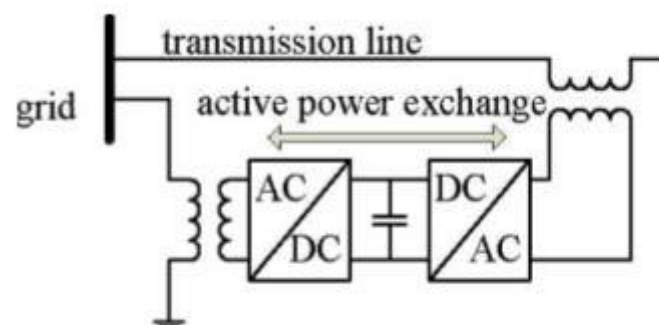 transmission line
grid
active power exchange
AC
DC
DC
AC